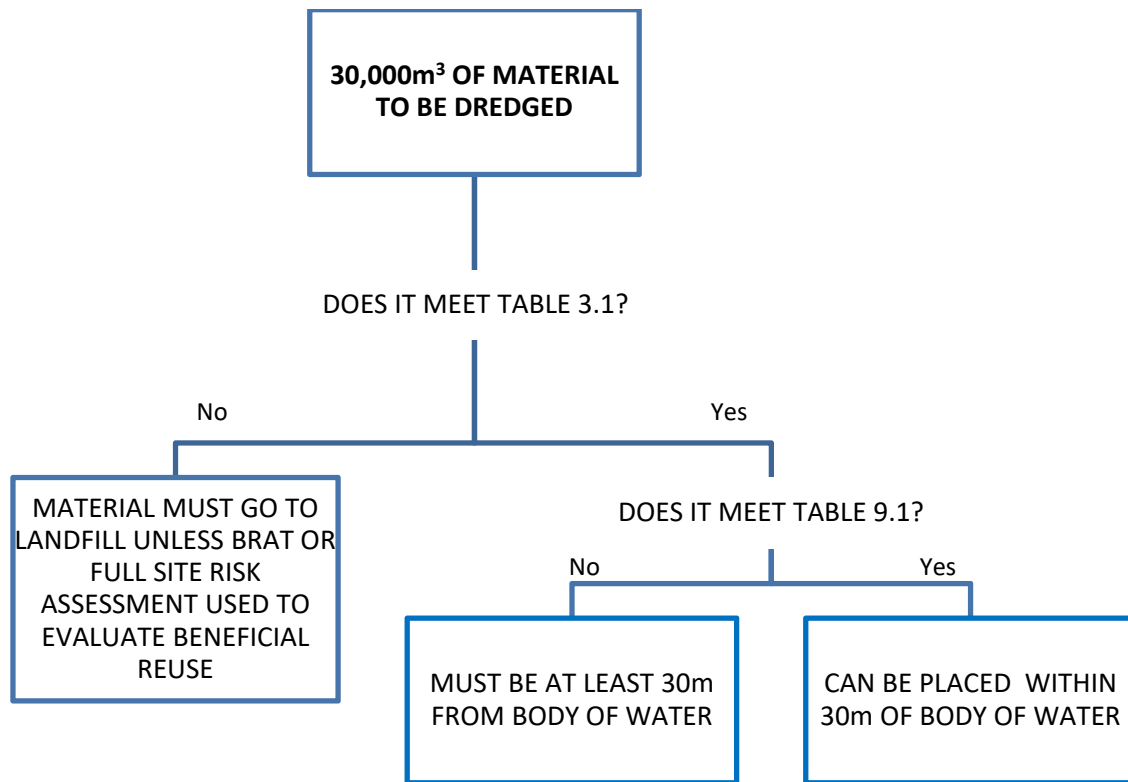 30,000m³ OF MATERIAL
TO BE DREDGED
DOES IT MEET TABLE 3.1?
No
Yes
MATERIAL MUST GO TO
LANDFILL UNLESS BRAT OR
FULL SITE RISK
ASSESSMENT USED TO
EVALUATE BENEFICIAL
REUSE
DOES IT MEET TABLE 9.1?
No
Yes
MUST BE AT LEAST 30m
FROM BODY OF WATER
CAN BE PLACED WITHIN
30m OF BODY OF WATER